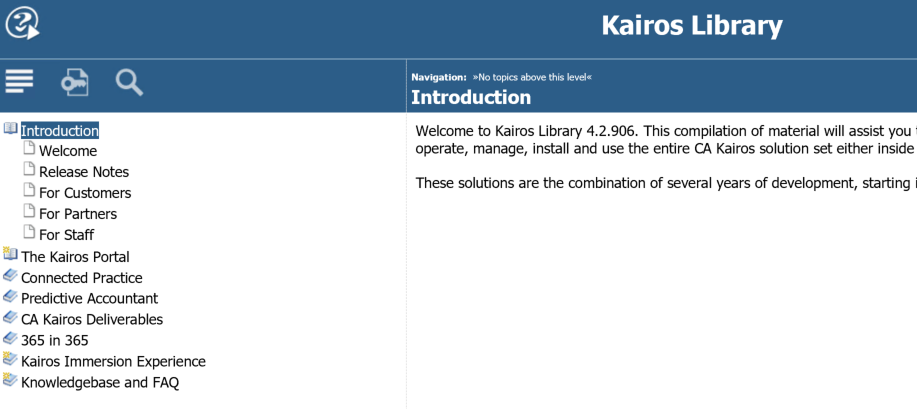 Kairos Library
Navigation: »No topics above this level«
Introduction
Introduction
Welcome
Release Notes
For Customers
For Partners
For Staff
The Kairos Portal
Connected Practice
Predictive Accountant
CA Kairos Deliverables
365 in 365
Kairos Immersion Experience
Knowledgebase and FAQ
Welcome to Kairos Library 4.2.906. This compilation of material will assist you
operate, manage, install and use the entire CA Kairos solution set either inside
These solutions are the combination of several years of development, starting